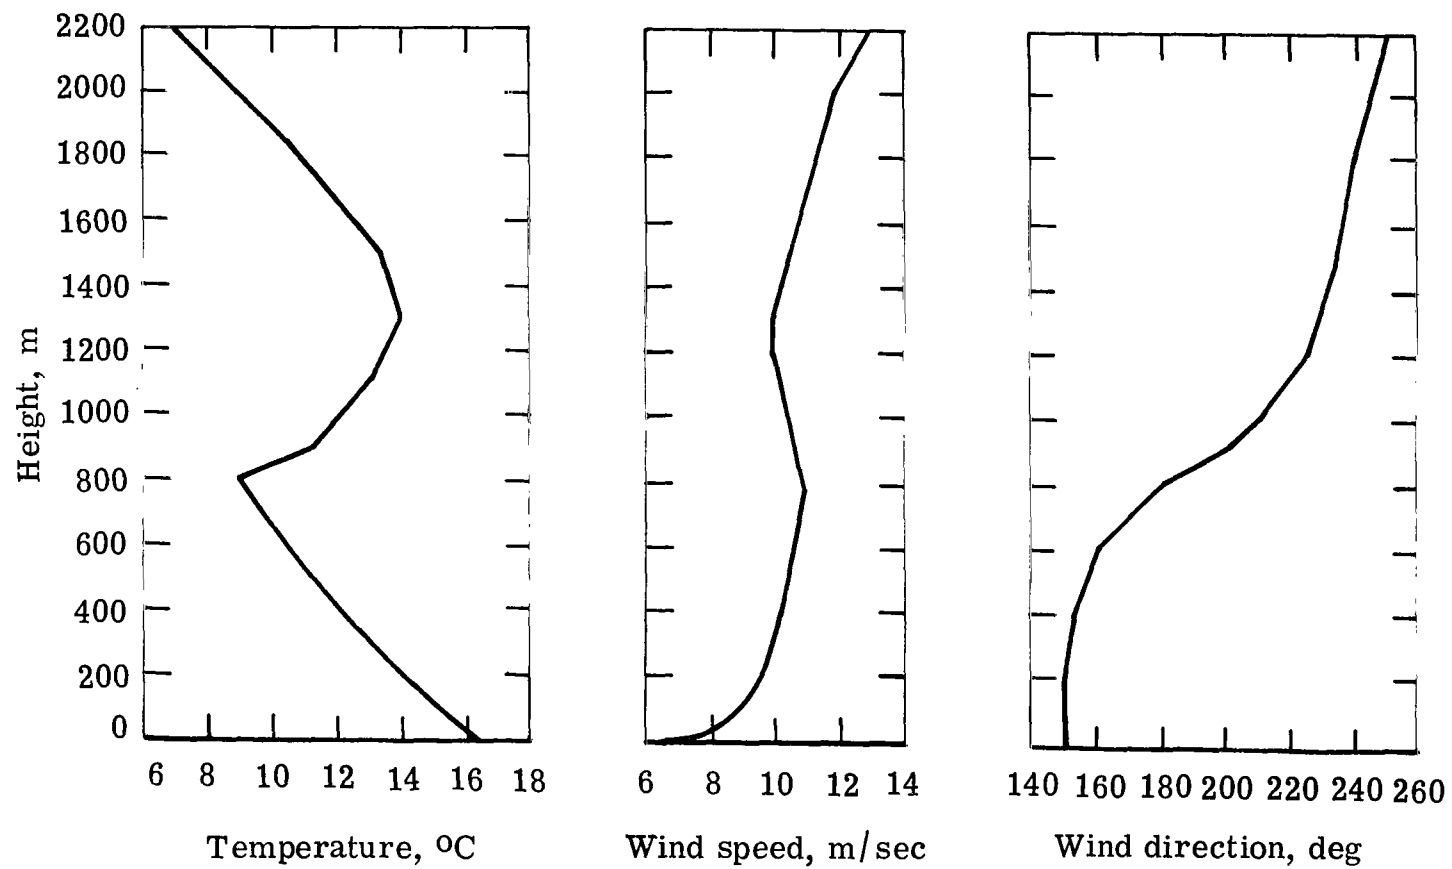 2200
2000
1800
1600
1400
1200
1000
800
600
400
200
0
Height, m
6 8 10 12 14 16 18
Temperature, °C
6 8 10 12 14
Wind speed, m/sec
140 160 180 200 220 240 260
Wind direction, deg